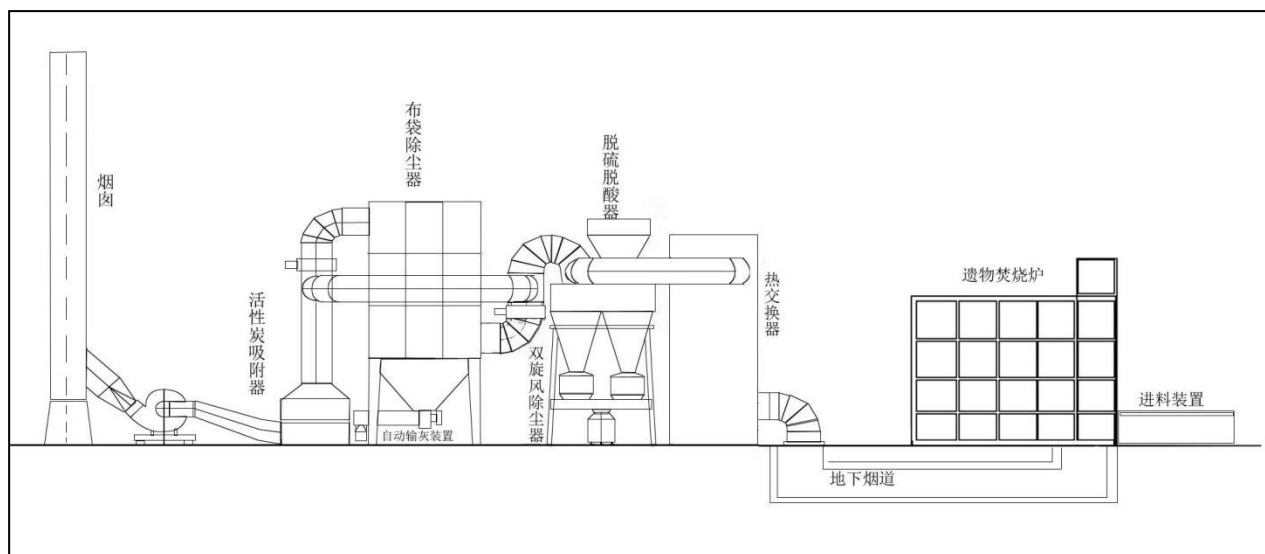 烟囱
活性炭吸附器
布袋除尘器
自动输灰装置
双旋风除尘器
脱硫脱酸器
热交换器
地下烟道
遗物焚烧炉
进料装置